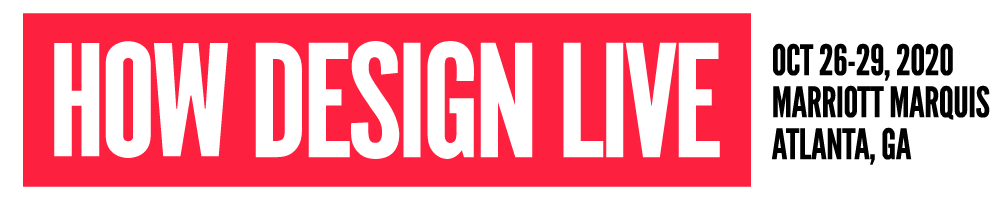 HOW DESIGN LIVE
OCT 26-29, 2020
MARRIOTT MARQUIS
ATLANTA, GA